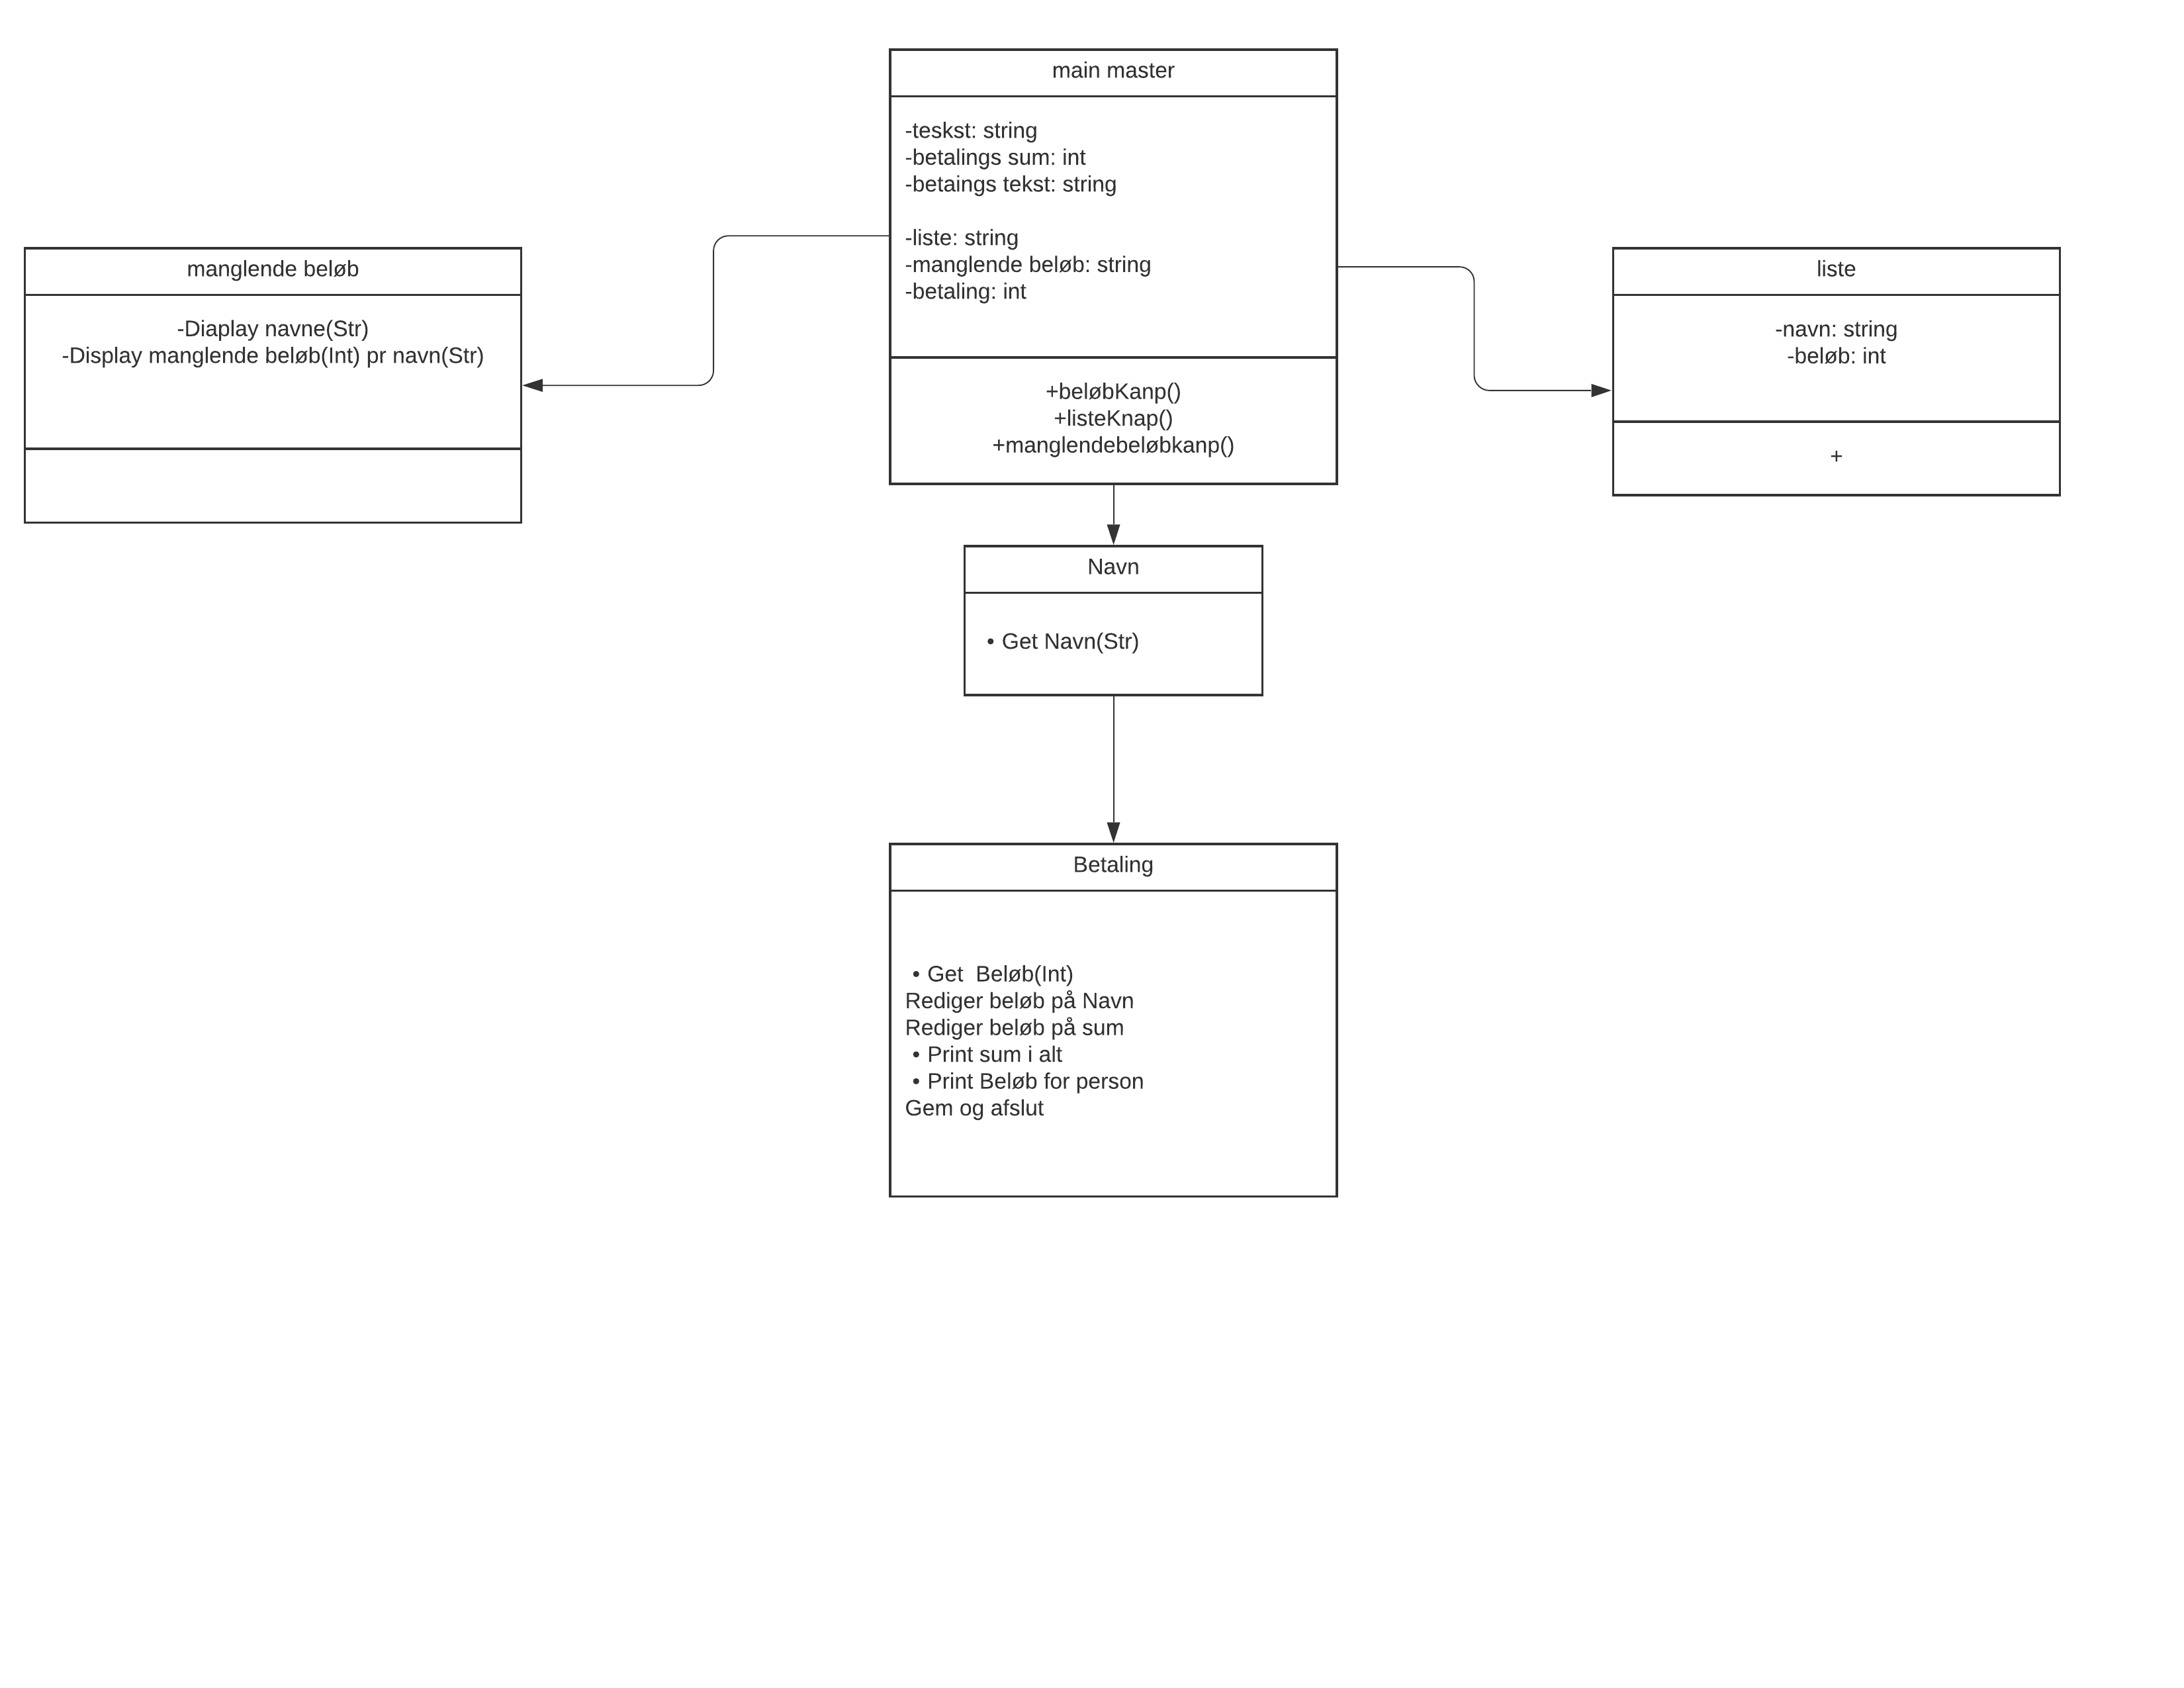 main master
-teskst: string
-betalings sum: int
-betaings tekst: string
-liste: string
-manglende beløb: string
-betaling: int
+beløbKanp()
+listeKnap()
+manglendebeløbkanp()
manglende beløb
-Diaplay navne(Str)
-Display manglende beløb(Int) pr navn(Str)
liste
-navn: string
-beløb: int
+
Navn
• Get Navn(Str)
Betaling
• Get  Beløb(Int)
Rediger beløb på Navn
Rediger beløb på sum
• Print sum i alt
• Print Beløb for person
Gem og afslut